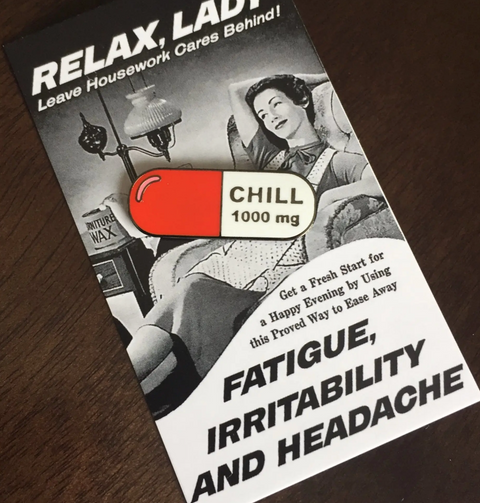 RELAX, LADY
Leave Housework Cares Behind!
CHILL
1000 mg
WAX
Get a Fresh Start for
a Happy Evening by Using
this Proved Way to Ease Away
FATIGUE,
IRRITABILITY
AND HEADACHE